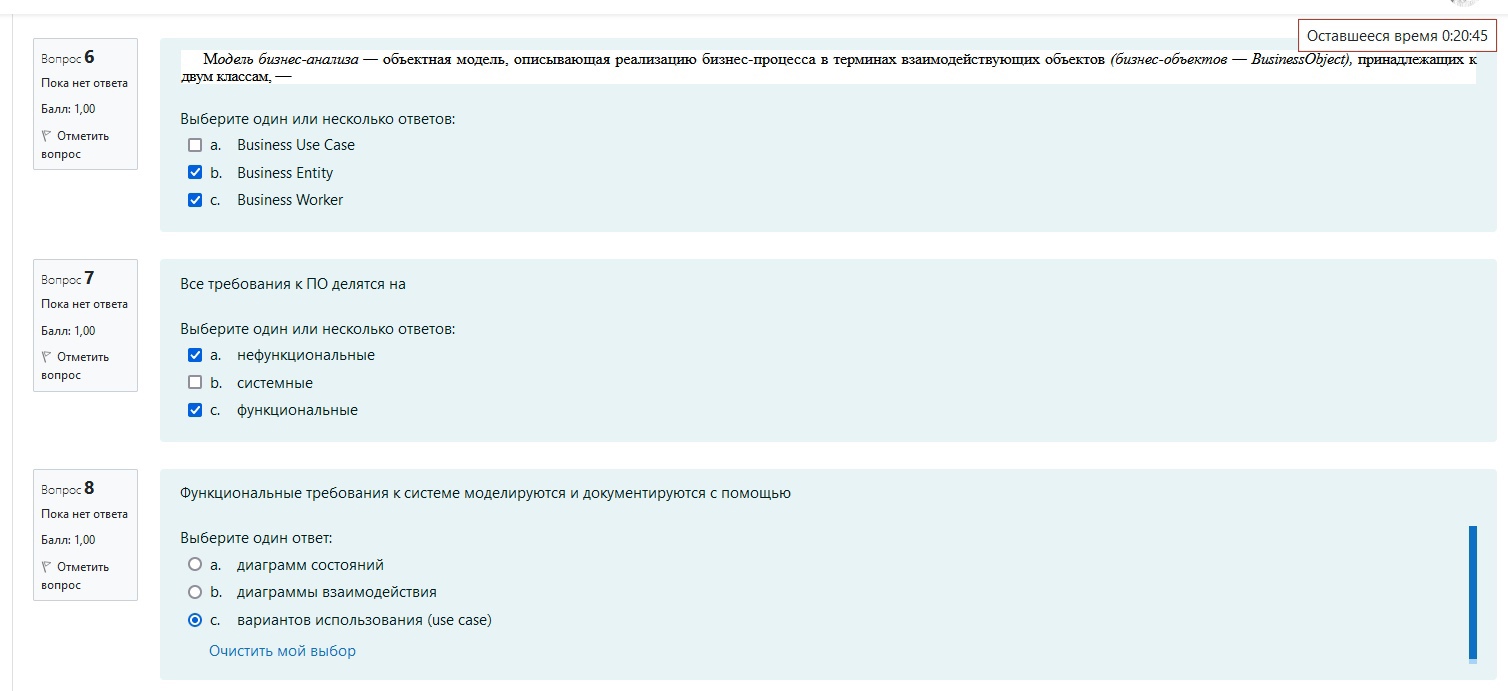 Оставшееся время 0:20:45
Вопрос 6
Пока нет ответа
Балл: 1,00
Отметить
вопрос
Модель бизнес-анализа — объектная модель, описывающая реализацию бизнес-процесса в терминах взаимодействующих объектов (бизнес-объектов — BusinessObject), принадлежащих к
двум классам, —
Выберите один или несколько ответов:
a. Business Use Case
b. Business Entity
c. Business Worker
Вопрос 7
Пока нет ответа
Балл: 1,00
Отметить
вопрос
Все требования к ПО делятся на
Выберите один или несколько ответов:
a. нефункциональные
b. системные
c. функциональные
Вопрос 8
Пока нет ответа
Балл: 1,00
Отметить
вопрос
Функциональные требования к системе моделируются и документируются с помощью
Выберите один ответ:
a. диаграмм состояний
b. диаграммы взаимодействия
c. вариантов использования (use case)
Очистить мой выбор